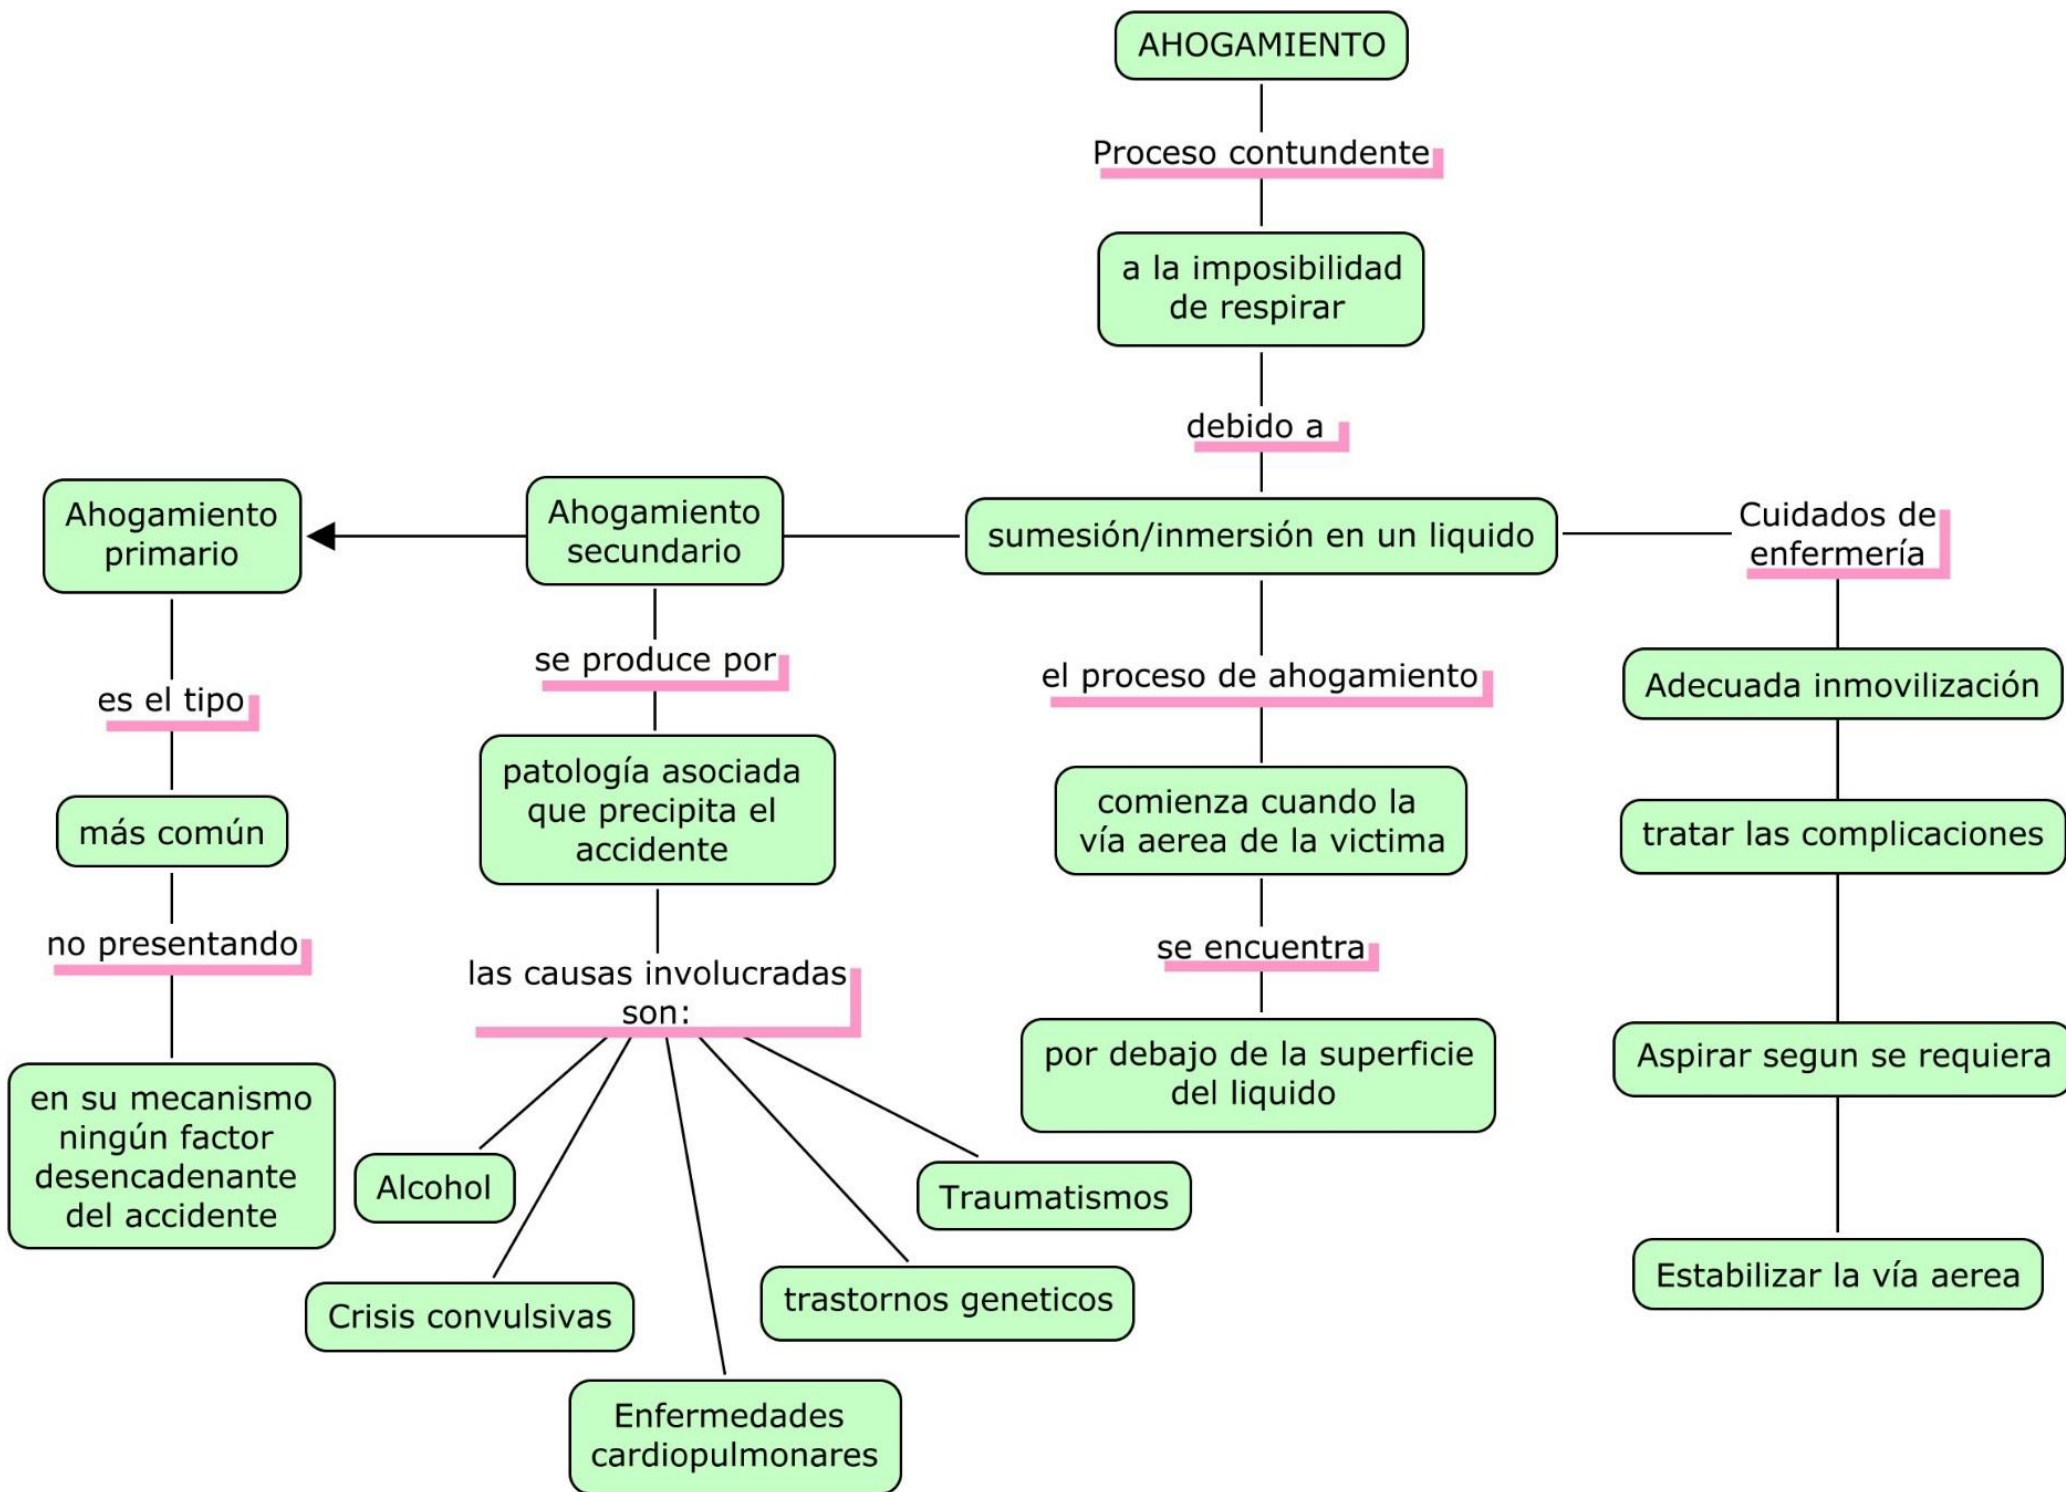 AHOGAMIENTO
Proceso contundente
a la imposibilidad
de respirar
debido a
sumesión/inmersión en un liquido
Ahogamiento
secundario
Ahogamiento
primario
es el tipo
más común
no presentando
en su mecanismo
ningún factor
desencadenante
del accidente
se produce por
patología asociada
que precipita el
accidente
las causas involucradas
son:
Alcohol
Crisis convulsivas
Enfermedades
cardiopulmonares
trastornos geneticos
Traumatismos
el proceso de ahogamiento
comienza cuando la
vía aerea de la victima
se encuentra
por debajo de la superficie
del liquido
Cuidados de
enfermería
Adecuada inmovilización
tratar las complicaciones
Aspirar segun se requiera
Estabilizar la vía aerea